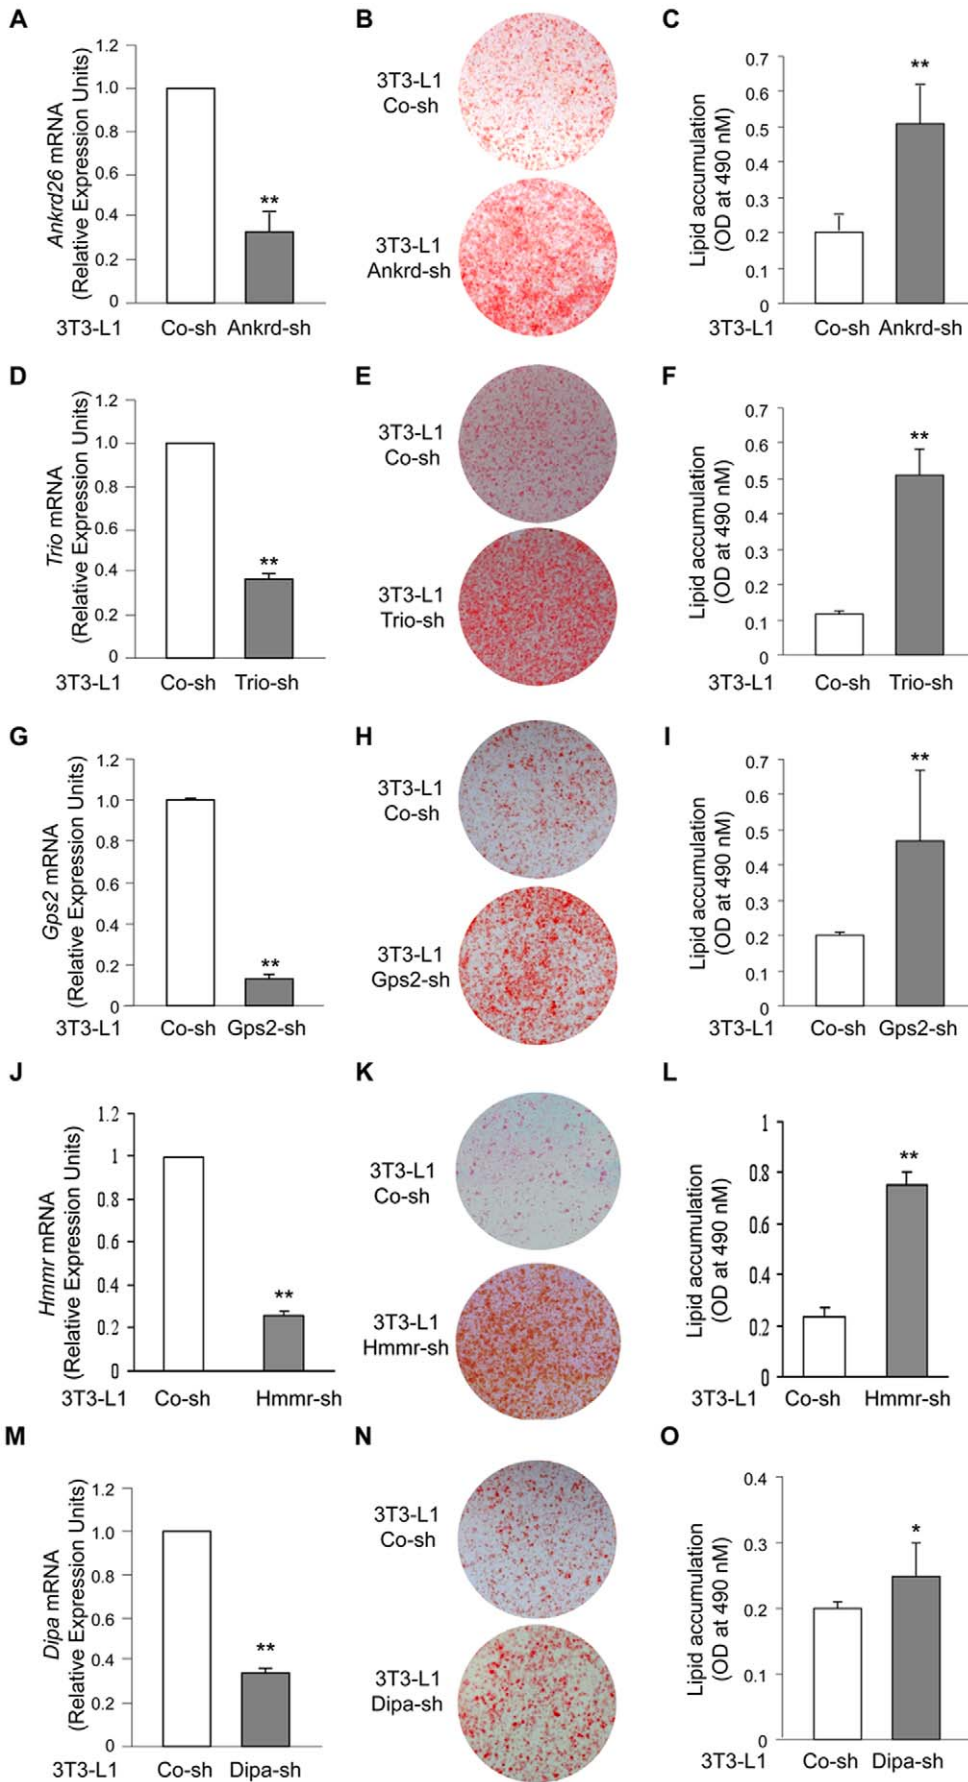 A
Ankrd26 mRNA
(Relative Expression Units)
1.2
1.0
0.8
0.6
0.4
0.2
0
**
3T3-L1 Co-sh Ankrd-sh
B
3T3-L1
Co-sh
3T3-L1
Ankrd-sh
C
Lipid accumulation
(OD at 490 nM)
0.7
0.6
0.5
0.4
0.3
0.2
0.1
0
**
3T3-L1 Co-sh Ankrd-sh
D
Trio mRNA
(Relative Expression Units)
1.2
1.0
0.8
0.6
0.4
0.2
0
**
3T3-L1 Co-sh Trio-sh
E
3T3-L1
Co-sh
3T3-L1
Trio-sh
F
Lipid accumulation
(OD at 490 nM)
0.7
0.6
0.5
0.4
0.3
0.2
0.1
0
**
3T3-L1 Co-sh Trio-sh
G
Gps2 mRNA
(Relative Expression Units)
1.2
1.0
0.8
0.6
0.4
0.2
0
**
3T3-L1 Co-sh Gps2-sh
H
3T3-L1
Co-sh
3T3-L1
Gps2-sh
I
Lipid accumulation
(OD at 490 nM)
0.7
0.6
0.5
0.4
0.3
0.2
0.1
0
**
3T3-L1 Co-sh Gps2-sh
J
Hmmr mRNA
(Relative Expression Units)
1.2
1
0.8
0.6
0.4
0.2
0
**
3T3-L1 Co-sh Hmmr-sh
K
3T3-L1
Co-sh
3T3-L1
Hmmr-sh
L
Lipid accumulation
(OD at 490 nM)
1
0.8
0.6
0.4
0.2
0
**
3T3-L1 Co-sh Hmmr-sh
M
Dipa mRNA
(Relative Expression Units)
1.2
1.0
0.8
0.6
0.4
0.2
0
**
3T3-L1 Co-sh Dipa-sh
N
3T3-L1
Co-sh
3T3-L1
Dipa-sh
O
Lipid accumulation
(OD at 490 nM)
0.4
0.3
0.2
0.1
0
*
3T3-L1 Co-sh Dipa-sh